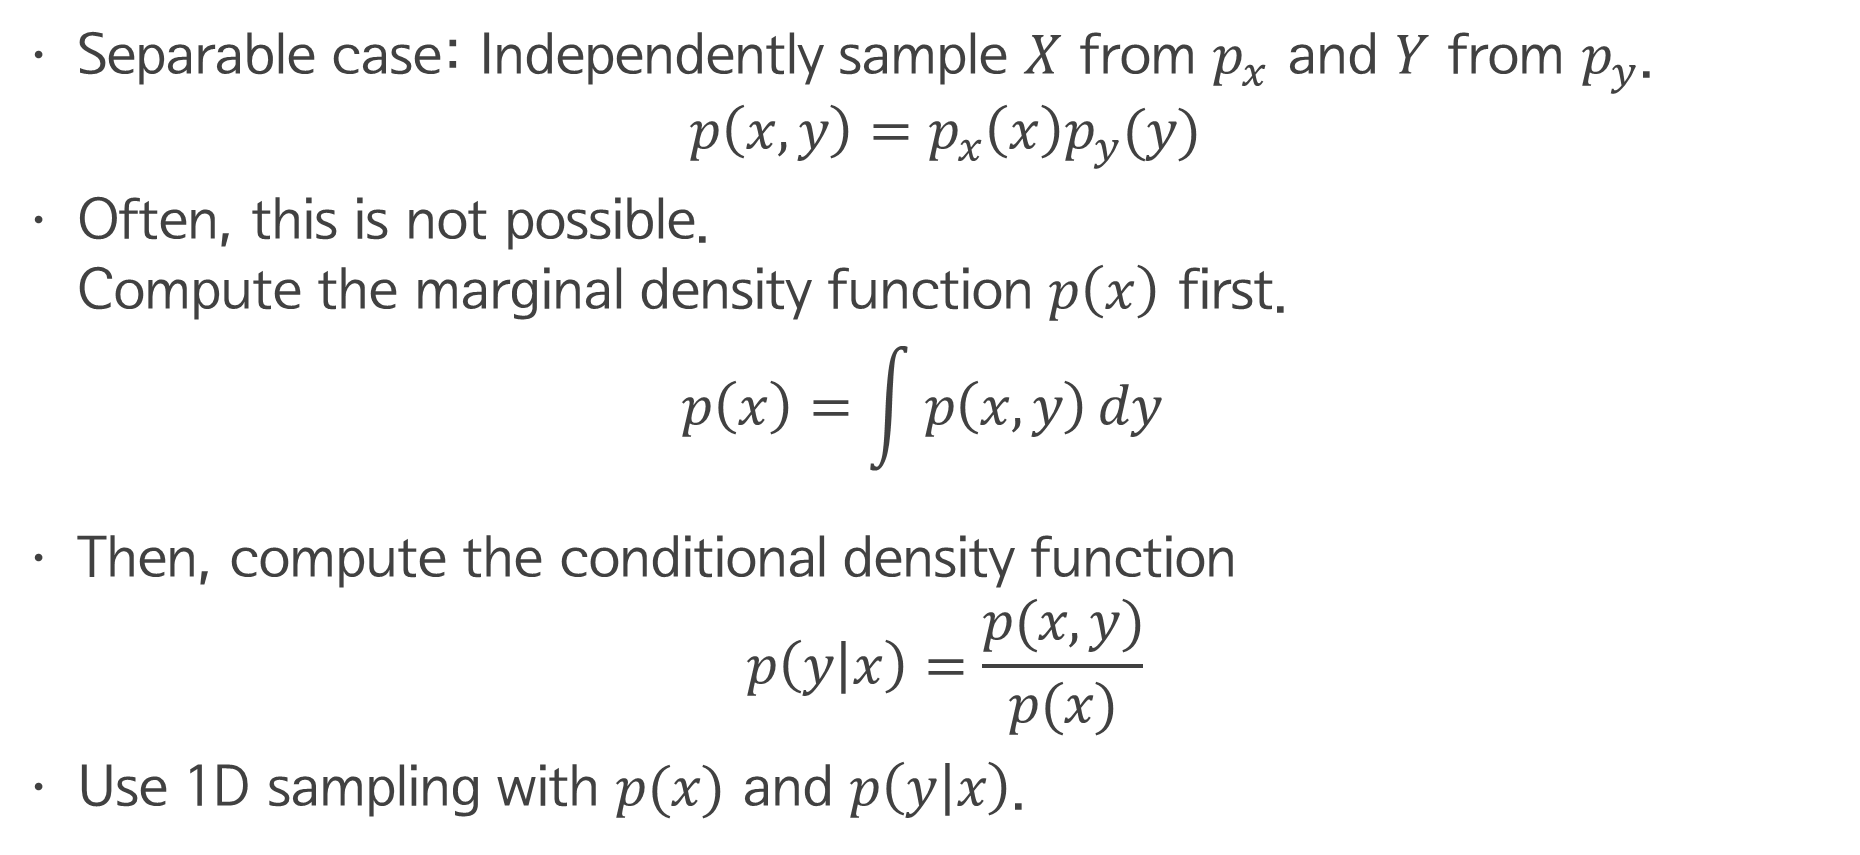 · Separable case: Independently sample X from pₓ and Y from p_y.
p(x, y) = pₓ(x)p_y(y)
· Often, this is not possible.
Compute the marginal density function p(x) first.
p(x) = ∫ p(x, y) dy
· Then, compute the conditional density function
p(y|x) = p(x, y) / p(x)
· Use 1D sampling with p(x) and p(y|x).